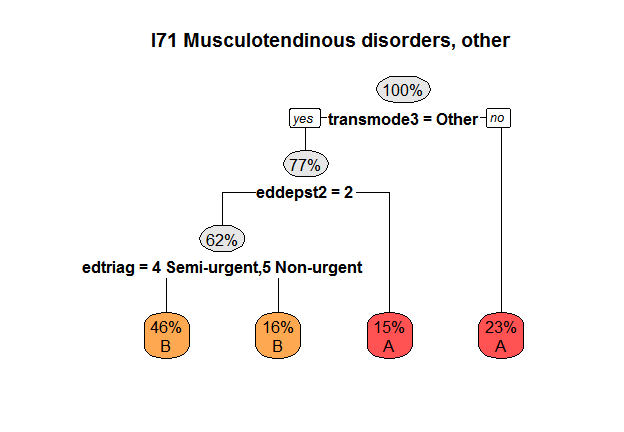 I71 Musculotendinous disorders, other
100%
yes transmode3 = Other no
77%
eddepst2 = 2
62%
edtriag = 4 Semi-urgent,5 Non-urgent
46% 16% 15% 23%
B B A A